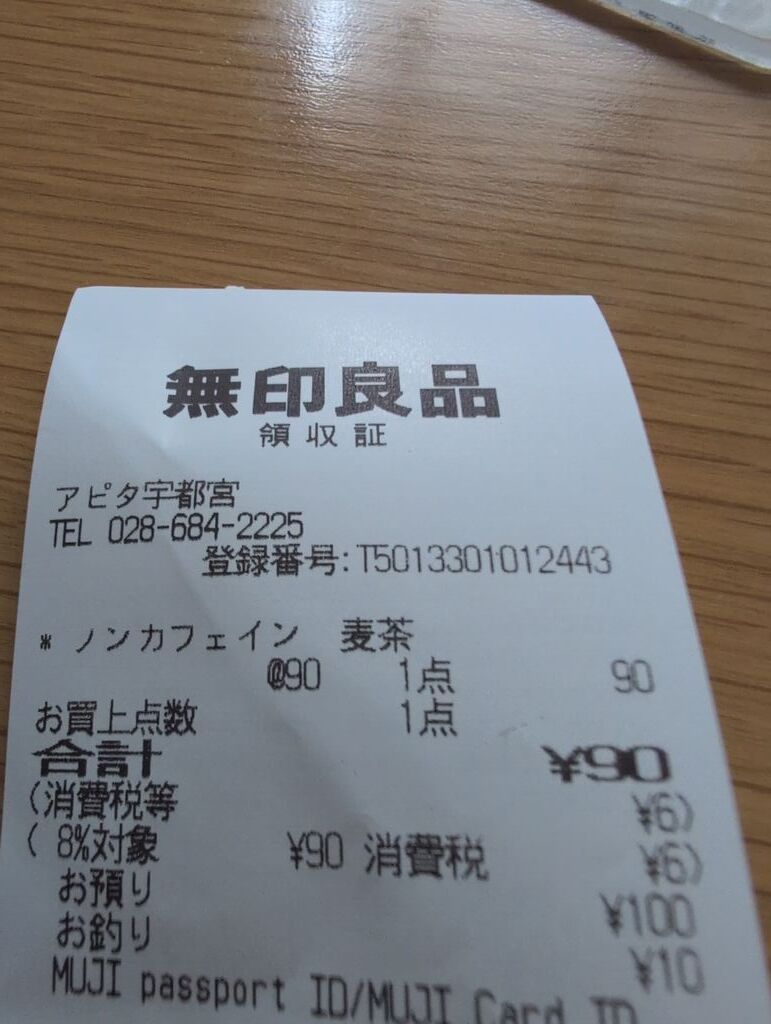 無印良品
領収証
アピタ宇都宮
TEL 028-684-2225
登録番号:T5013301012443
* ノンカフェイン 麦茶
@90 1点 90
お買上点数 1点
合計 ¥90
(消費税等 ¥6)
( 8%対象 ¥90 消費税 ¥6)
お預り ¥100
お釣り ¥10
MUJI passport ID/MUJI Card ID